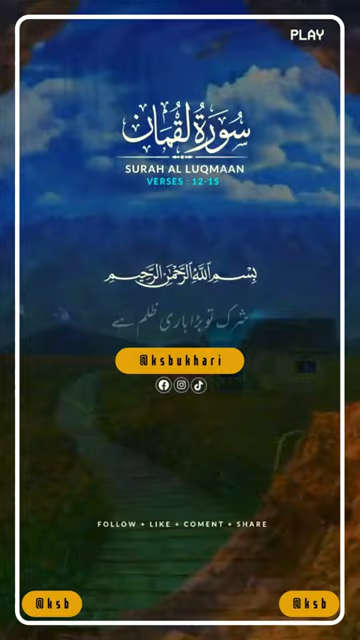 PLAY
سُورَةُ لُقْمَان
SURAH AL LUQMAAN
VERSES : 12-15
بِسْمِ اللَّهِ الرَّحْمَٰنِ الرَّحِيمِ
شرک تو بڑا باری ظلم ہے
@ksbukhari
FOLLOW + LIKE + COMENT + SHARE
@ksb
@ksb